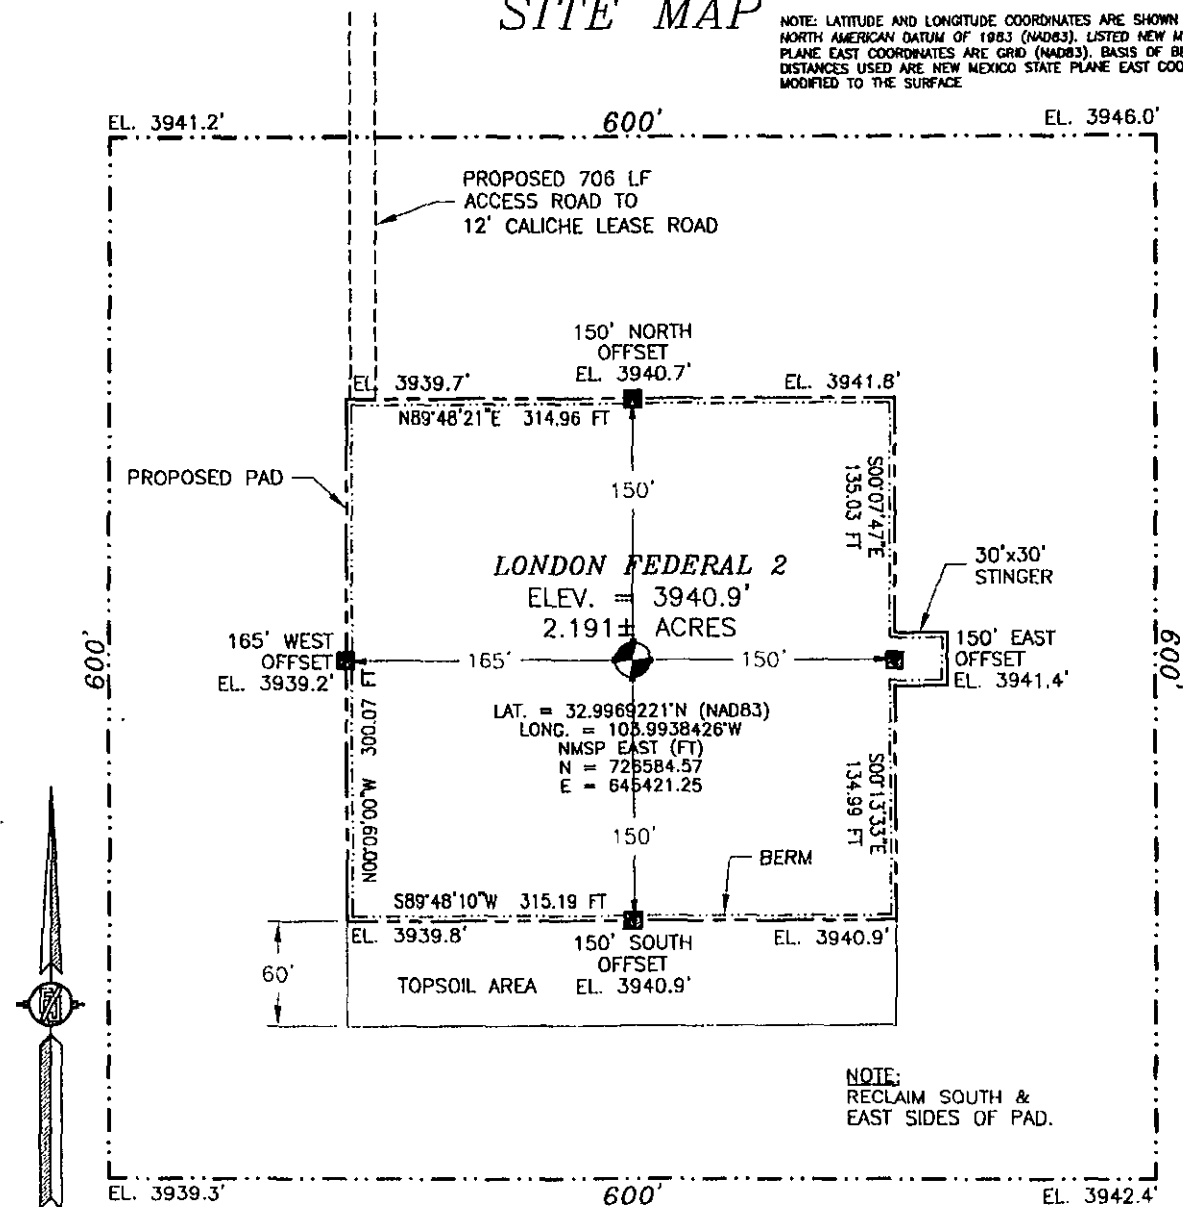 SITE MAP
NOTE: LATITUDE AND LONGITUDE COORDINATES ARE SHOWN
NORTH AMERICAN DATUM OF 1983 (NAD83). LISTED NEW M
PLANE EAST COORDINATES ARE GRID (NAD83). BASIS OF BE
DISTANCES USED ARE NEW MEXICO STATE PLANE EAST COO
MODIFIED TO THE SURFACE
EL. 3941.2'
600'
EL. 3946.0'
PROPOSED 706 LF
ACCESS ROAD TO
12' CALICHE LEASE ROAD
150' NORTH
OFFSET
EL. 3940.7'
EL. 3939.7'
EL. 3941.8'
N89°48'21"E 314.96 FT
PROPOSED PAD
150'
S00°07'47"E
135.03 FT
LONDON FEDERAL 2
ELEV. = 3940.9'
2.191± ACRES
30'x30'
STINGER
600'
165' WEST
OFFSET
EL. 3939.2'
165'
150'
150' EAST
OFFSET
EL. 3941.4'
600'
LAT. = 32.9969221°N (NAD83)
LONG. = 103.9938426°W
NMSP EAST (FT)
N = 726584.57
E = 645421.25
N00°09'00"W 300.07 FT
S00°13'33"E
134.99 FT
150'
BERM
S89°48'10"W 315.19 FT
EL. 3939.8'
150' SOUTH
OFFSET
EL. 3940.9'
EL. 3940.9'
60'
TOPSOIL AREA
NOTE:
RECLAIM SOUTH &
EAST SIDES OF PAD.
EL. 3939.3'
600'
EL. 3942.4'